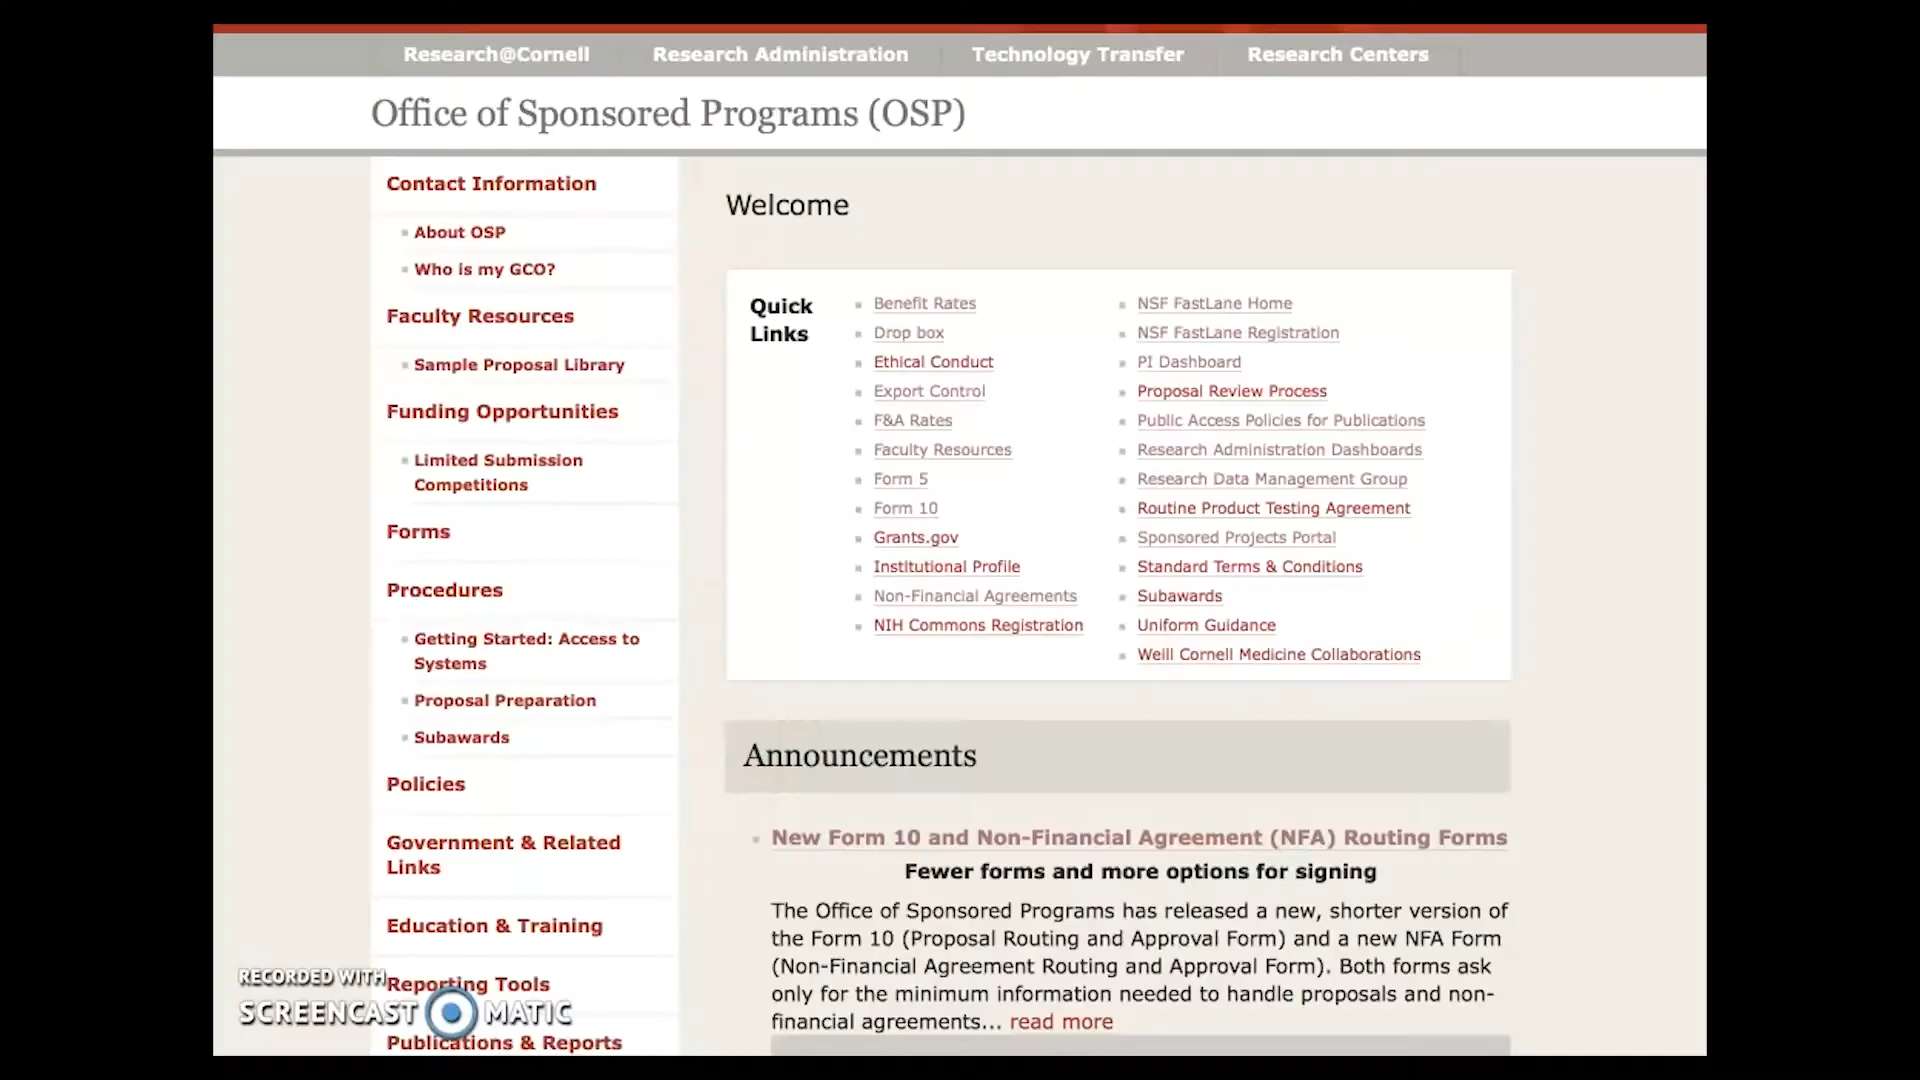 Research@Cornell Research Administration Technology Transfer Research Centers
Office of Sponsored Programs (OSP)
Contact Information
About OSP
Who is my GCO?
Faculty Resources
Sample Proposal Library
Funding Opportunities
Limited Submission
Competitions
Forms
Procedures
Getting Started: Access to
Systems
Proposal Preparation
Subawards
Policies
Government & Related
Links
Education & Training
Reporting Tools
Publications & Reports
Welcome
Quick
Links
Benefit Rates
Drop box
Ethical Conduct
Export Control
F&A Rates
Faculty Resources
Form 5
Form 10
Grants.gov
Institutional Profile
Non-Financial Agreements
NIH Commons Registration
NSF FastLane Home
NSF FastLane Registration
PI Dashboard
Proposal Review Process
Public Access Policies for Publications
Research Administration Dashboards
Research Data Management Group
Routine Product Testing Agreement
Sponsored Projects Portal
Standard Terms & Conditions
Subawards
Uniform Guidance
Weill Cornell Medicine Collaborations
Announcements
New Form 10 and Non-Financial Agreement (NFA) Routing Forms
Fewer forms and more options for signing
The Office of Sponsored Programs has released a new, shorter version of
the Form 10 (Proposal Routing and Approval Form) and a new NFA Form
(Non-Financial Agreement Routing and Approval Form). Both forms ask
only for the minimum information needed to handle proposals and non-
financial agreements... read more
RECORDED WITH
SCREENCAST MATIC